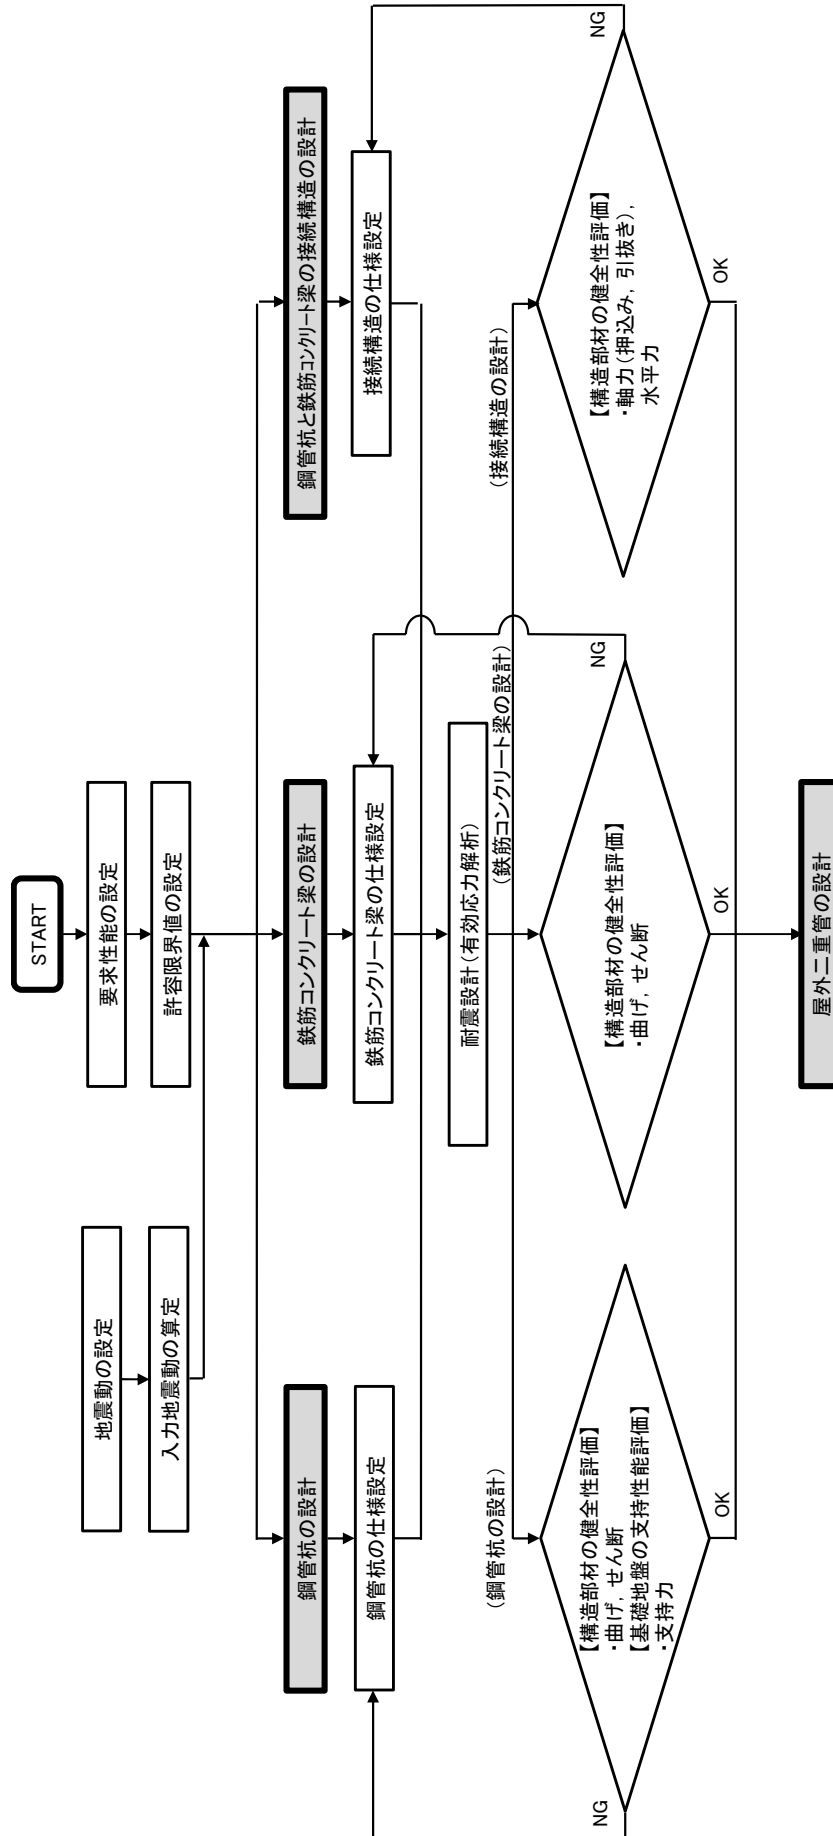 START
要求性能の設定
許容限界値の設定
地震動の設定
入力地震動の算定
鋼管杭の設計
鉄筋コンクリート梁の設計
鋼管杭と鉄筋コンクリート梁の接続構造の設計
鋼管杭の仕様設定
鉄筋コンクリート梁の仕様設定
接続構造の仕様設定
耐震設計(有効応力解析)
(鋼管杭の設計)
(鉄筋コンクリート梁の設計)
(接続構造の設計)
【構造部材の健全性評価】
・曲げ, せん断
【基礎地盤の支持性能評価】
・支持力
NG
OK
【構造部材の健全性評価】
・曲げ, せん断
NG
OK
【構造部材の健全性評価】
・軸力(押込み, 引抜き),
水平力
NG
OK
屋外二重管の設計